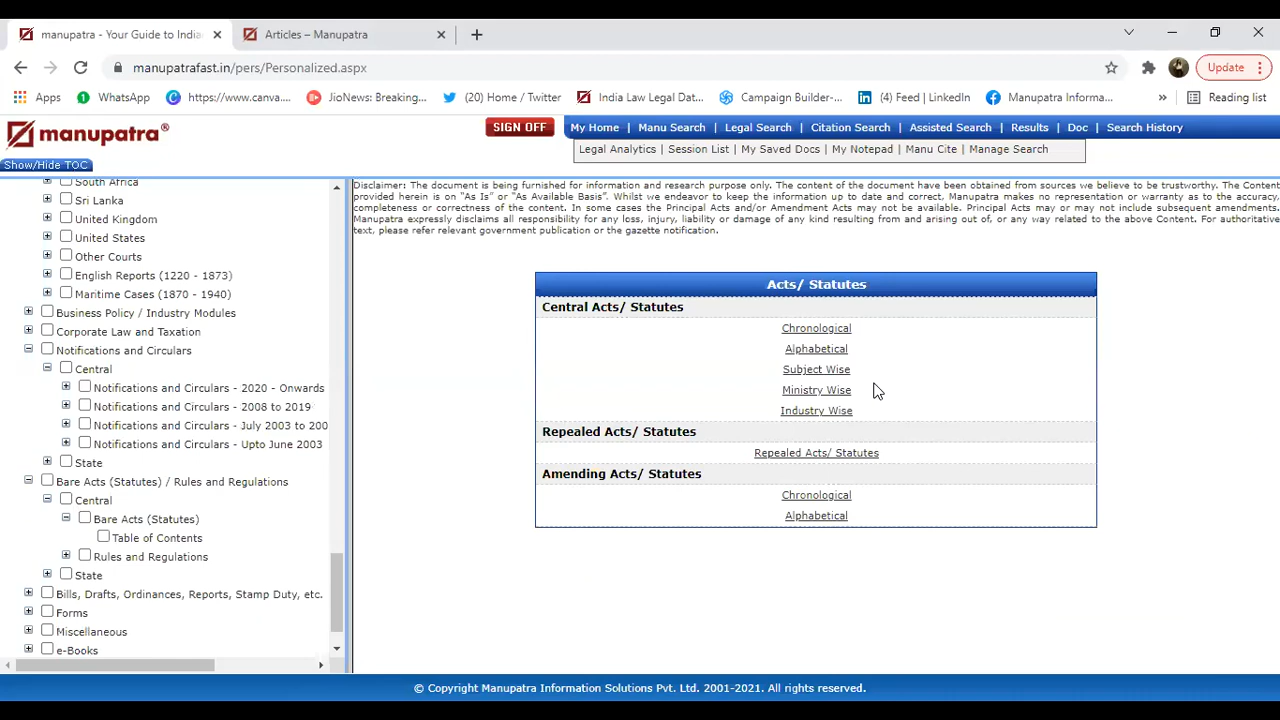 manupatra - Your Guide to India
Articles – Manupatra
manupatrafast.in/pers/Personalized.aspx
Update
Apps
WhatsApp
https://www.canva....
JioNews: Breaking,...
(20) Home / Twitter
India Law Legal Dat...
Campaign Builder-...
(4) Feed | LinkedIn
Manupatra Informa...
»
Reading list
manupatra®
SIGN OFF
My Home | Manu Search | Legal Search | Citation Search | Assisted Search | Results | Doc | Search History
Legal Analytics | Session List | My Saved Docs | My Notepad | Manu Cite | Manage Search
Show/Hide TOC
South Africa
Sri Lanka
United Kingdom
United States
Other Courts
English Reports (1220 - 1873)
Maritime Cases (1870 - 1940)
Business Policy / Industry Modules
Corporate Law and Taxation
Notifications and Circulars
Central
Notifications and Circulars - 2020 - Onwards
Notifications and Circulars - 2008 to 2019
Notifications and Circulars - July 2003 to 200
Notifications and Circulars - Upto June 2003
State
Bare Acts (Statutes) / Rules and Regulations
Central
Bare Acts (Statutes)
Table of Contents
Rules and Regulations
State
Bills, Drafts, Ordinances, Reports, Stamp Duty, etc.
Forms
Miscellaneous
e-Books
Disclaimer: The document is being furnished for information and research purpose only. The content of the document have been obtained from sources we believe to be trustworthy. The Content
provided herein is on "As Is" or "As Available Basis". Whilst we endeavor to keep the information up to date and correct, Manupatra makes no representation or warranty as to the accuracy,
completeness or correctness of the content. In some cases the Principal Acts and/or Amendment Acts may not be available. Principal Acts may or may not include subsequent amendments.
Manupatra expressly disclaims all responsibility for any loss, injury, liability or damage of any kind resulting from and arising out of, or any way related to the above Content. For authoritative
text, please refer relevant government publication or the gazette notification.
Acts/ Statutes
Central Acts/ Statutes
Chronological
Alphabetical
Subject Wise
Ministry Wise
Industry Wise
Repealed Acts/ Statutes
Repealed Acts/ Statutes
Amending Acts/ Statutes
Chronological
Alphabetical
© Copyright Manupatra Information Solutions Pvt. Ltd. 2001-2021. All rights reserved.